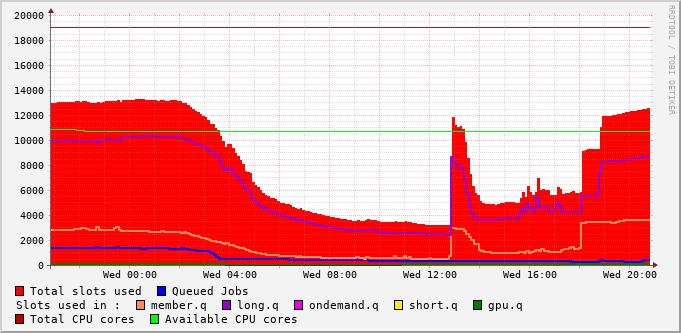 20000
18000
16000
14000
12000
10000
8000
6000
4000
2000
0
Wed 00:00 Wed 04:00 Wed 08:00 Wed 12:00 Wed 16:00 Wed 20:00
RRDTOOL / TOBI OETIKER
Total slots used Queued Jobs
Slots used in : member.q long.q ondemand.q short.q gpu.q
Total CPU cores Available CPU cores